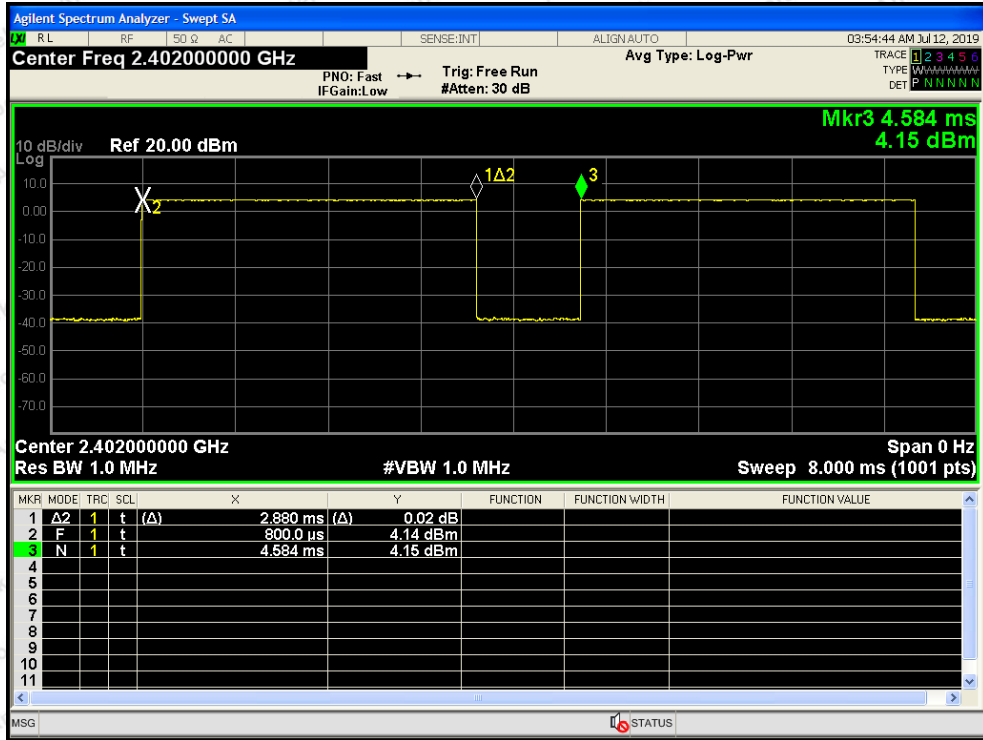 Agilent Spectrum Analyzer - Swept SA
LXI RL RF 50 Ω AC SENSE:INT ALIGN AUTO 03:54:44 AM Jul 12, 2019
Center Freq 2.402000000 GHz Avg Type: Log-Pwr TRACE 1 2 3 4 5 6
PNO: Fast Trig: Free Run TYPE WWWWWW
IFGain:Low #Atten: 30 dB DET P N N N N N
Mkr3 4.584 ms
10 dB/div Ref 20.00 dBm 4.15 dBm
Log
1Δ2 3
10.0
2
0.00
-10.0
-20.0
-30.0
-40.0
-50.0
-60.0
-70.0
Center 2.402000000 GHz Span 0 Hz
Res BW 1.0 MHz #VBW 1.0 MHz Sweep 8.000 ms (1001 pts)
MKR MODE TRC SCL X Y FUNCTION FUNCTION WIDTH FUNCTION VALUE
1 Δ2 1 t (Δ) 2.880 ms (Δ) 0.02 dB
2 F 1 t 800.0 µs 4.14 dBm
3 N 1 t 4.584 ms 4.15 dBm
4
5
6
7
8
9
10
11
MSG STATUS